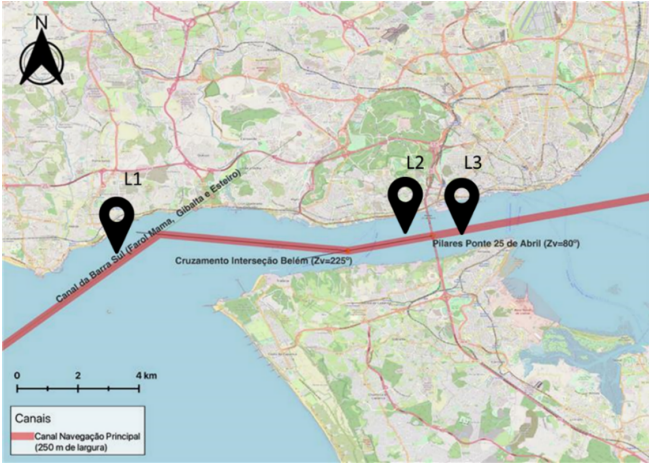 N
L1
L2
L3
Canal da Barra Sul (Farol Mama, Gibalta e Esteiro)
Cruzamento Interseção Belém (Zv=225º)
Pilares Ponte 25 de Abril (Zv=80º)
0 2 4 km
Canais
Canal Navegação Principal
(250 m de largura)